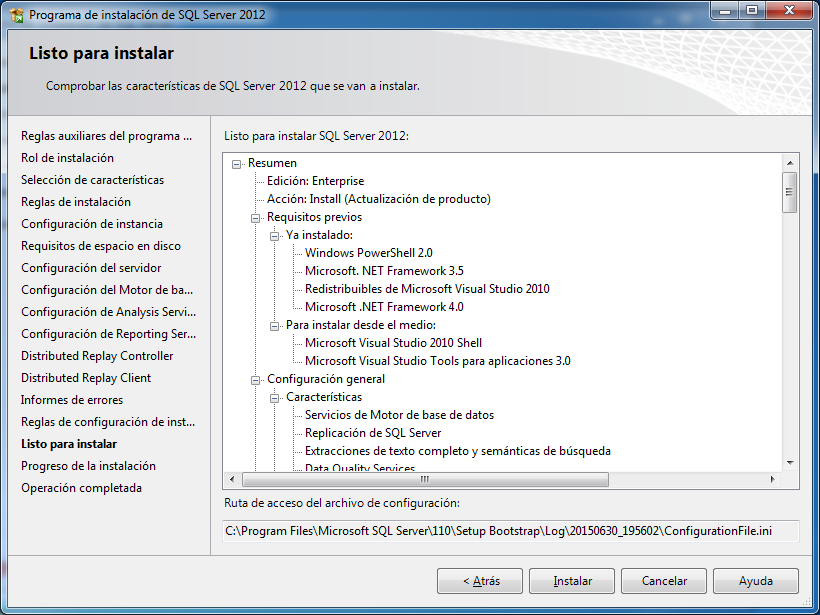 Programa de instalación de SQL Server 2012
Listo para instalar
Comprobar las características de SQL Server 2012 que se van a instalar.
Reglas auxiliares del programa ...
Rol de instalación
Selección de características
Reglas de instalación
Configuración de instancia
Requisitos de espacio en disco
Configuración del servidor
Configuración del Motor de ba...
Configuración de Analysis Servi...
Configuración de Reporting Ser...
Distributed Replay Controller
Distributed Replay Client
Informes de errores
Reglas de configuración de inst...
Listo para instalar
Progreso de la instalación
Operación completada
Listo para instalar SQL Server 2012:
Resumen
Edición: Enterprise
Acción: Install (Actualización de producto)
Requisitos previos
Ya instalado:
Windows PowerShell 2.0
Microsoft. NET Framework 3.5
Redistribuibles de Microsoft Visual Studio 2010
Microsoft .NET Framework 4.0
Para instalar desde el medio:
Microsoft Visual Studio 2010 Shell
Microsoft Visual Studio Tools para aplicaciones 3.0
Configuración general
Características
Servicios de Motor de base de datos
Replicación de SQL Server
Extracciones de texto completo y semánticas de búsqueda
Data Quality Services
Ruta de acceso del archivo de configuración:
C:\Program Files\Microsoft SQL Server\110\Setup Bootstrap\Log\20150630_195602\ConfigurationFile.ini
< Atrás
Instalar
Cancelar
Ayuda